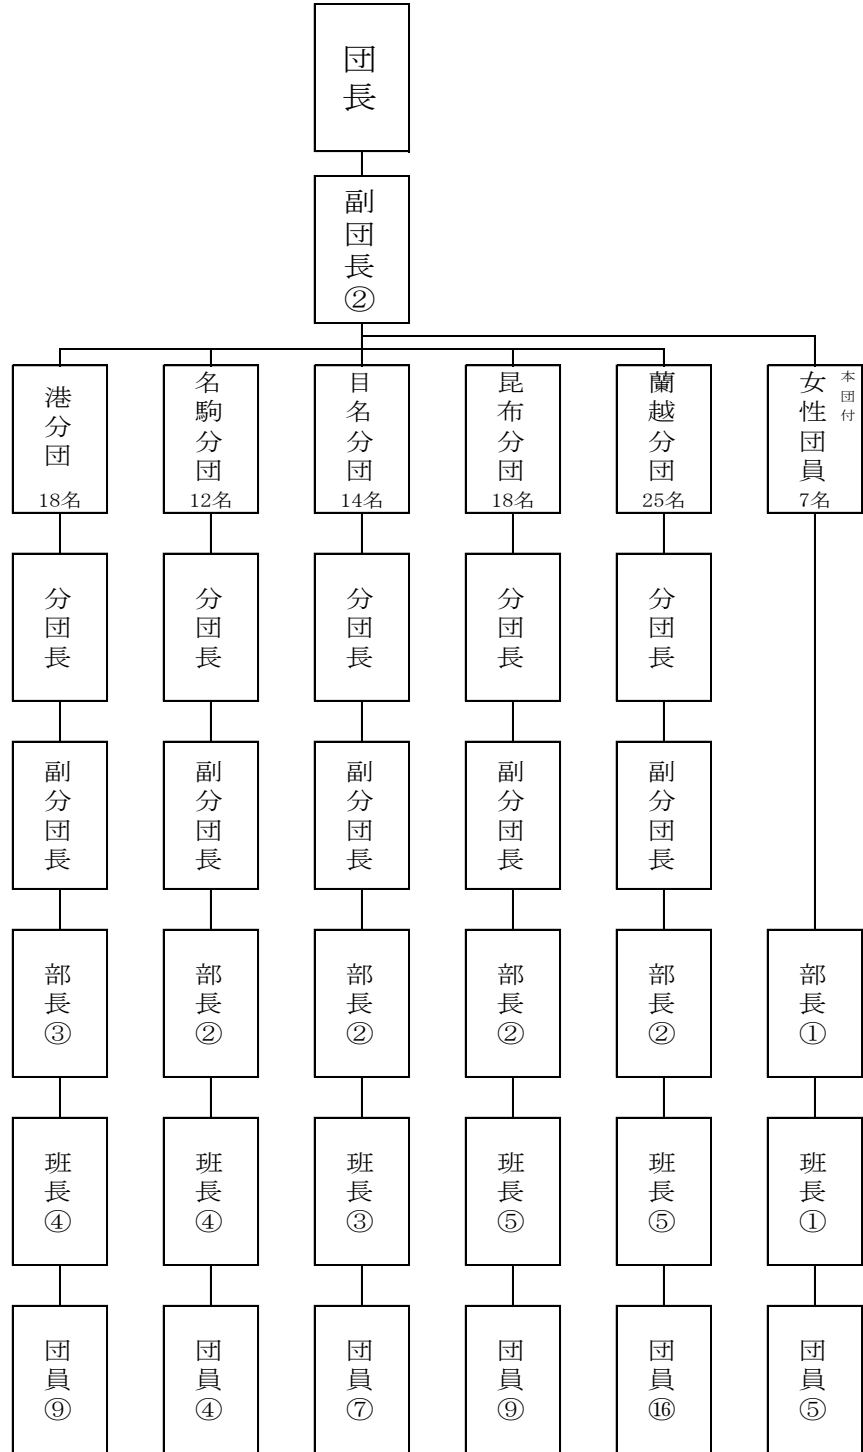 団長
副団長②
港分団
18名
名駒分団
12名
目名分団
14名
昆布分団
18名
蘭越分団
25名
女性団員
本団付
7名
分団長
分団長
分団長
分団長
分団長
副分団長
副分団長
副分団長
副分団長
副分団長
部長③
部長②
部長②
部長②
部長②
部長①
班長④
班長④
班長③
班長⑤
班長⑤
班長①
団員⑨
団員④
団員⑦
団員⑨
団員⑯
団員⑤